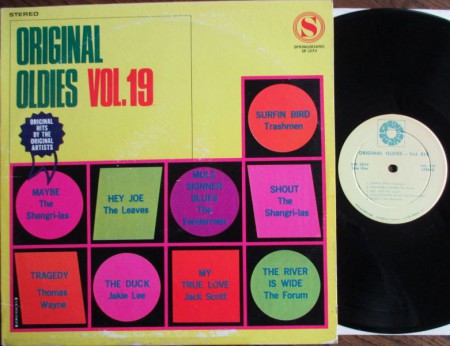 STEREO
S
SPRINGBOARD
ORIGINAL
OLDIES VOL.19
ORIGINAL
HITS
BY THE
ORIGINAL
ARTISTS
SURFIN BIRD
Trashmen
MAYBE
The
Shangri-las
HEY JOE
The Leaves
MULE
SKINNER
BLUES
The
Fendermen
SHOUT
The
Shangri-las
TRAGEDY
Thomas
Wayne
THE DUCK
Jakie Lee
MY
TRUE LOVE
Jack Scott
THE RIVER
IS WIDE
The Forum
ORIGINAL OLDIES